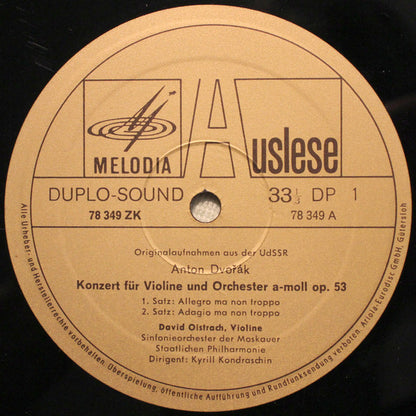 MELODIA
Auslese
DUPLO-SOUND
33 1/3 DP 1
78 349 ZK
78 349 A
Originalaufnahmen aus der UdSSR
Anton Dvořák
Konzert für Violine und Orchester a-moll op. 53
1. Satz: Allegro ma non troppo
2. Satz: Adagio ma non troppo
David Oistrach, Violine
Sinfonieorchester der Moskauer
Staatlichen Philharmonie
Dirigent: Kyrill Kondraschin
Alle Urheber- und Herstellerrechte vorbehalten. Überspielung, öffentliche Aufführung und Rundfunksendung verboten. Ariola Eurodisc GmbH, Gütersloh